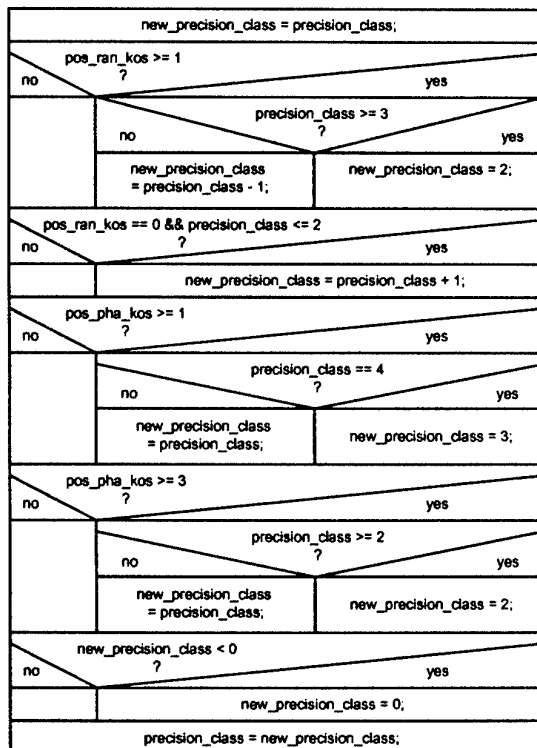 new_precision_class = precision_class;
pos_ran_kos >= 1
?
no
yes
precision_class >= 3
?
no
yes
new_precision_class
= precision_class - 1;
new_precision_class = 2;
pos_ran_kos == 0 && precision_class <= 2
?
no
yes
new_precision_class = precision_class + 1;
pos_pha_kos >= 1
?
no
yes
precision_class == 4
?
no
yes
new_precision_class
= precision_class;
new_precision_class = 3;
pos_pha_kos >= 3
?
no
yes
precision_class >= 2
?
no
yes
new_precision_class
= precision_class;
new_precision_class = 2;
new_precision_class < 0
?
no
yes
new_precision_class = 0;
precision_class = new_precision_class;